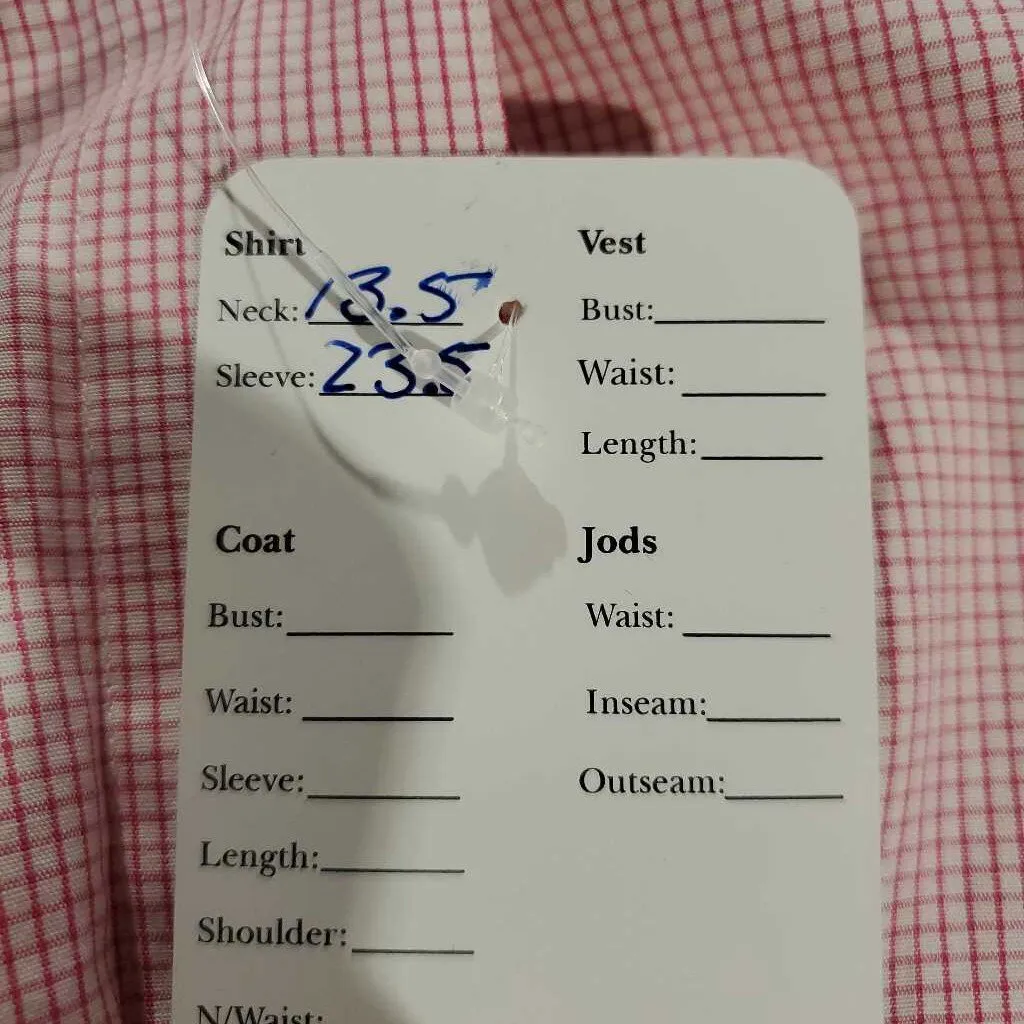 Shirt
Neck: 13.5
Sleeve: 23.5
Vest
Bust:
Waist:
Length:
Coat
Bust:
Waist:
Sleeve:
Length:
Shoulder:
N/Waist:
Jods
Waist:
Inseam:
Outseam: